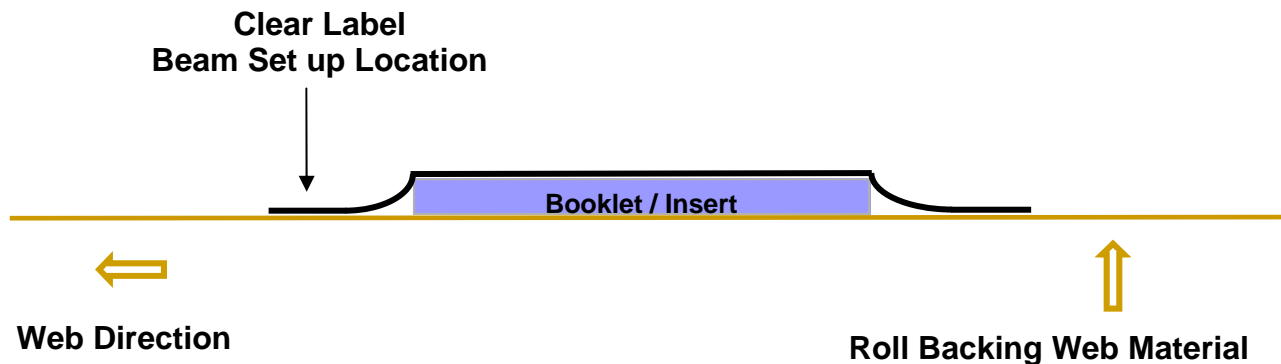 Clear Label
Beam Set up Location
Booklet / Insert
Web Direction
Roll Backing Web Material